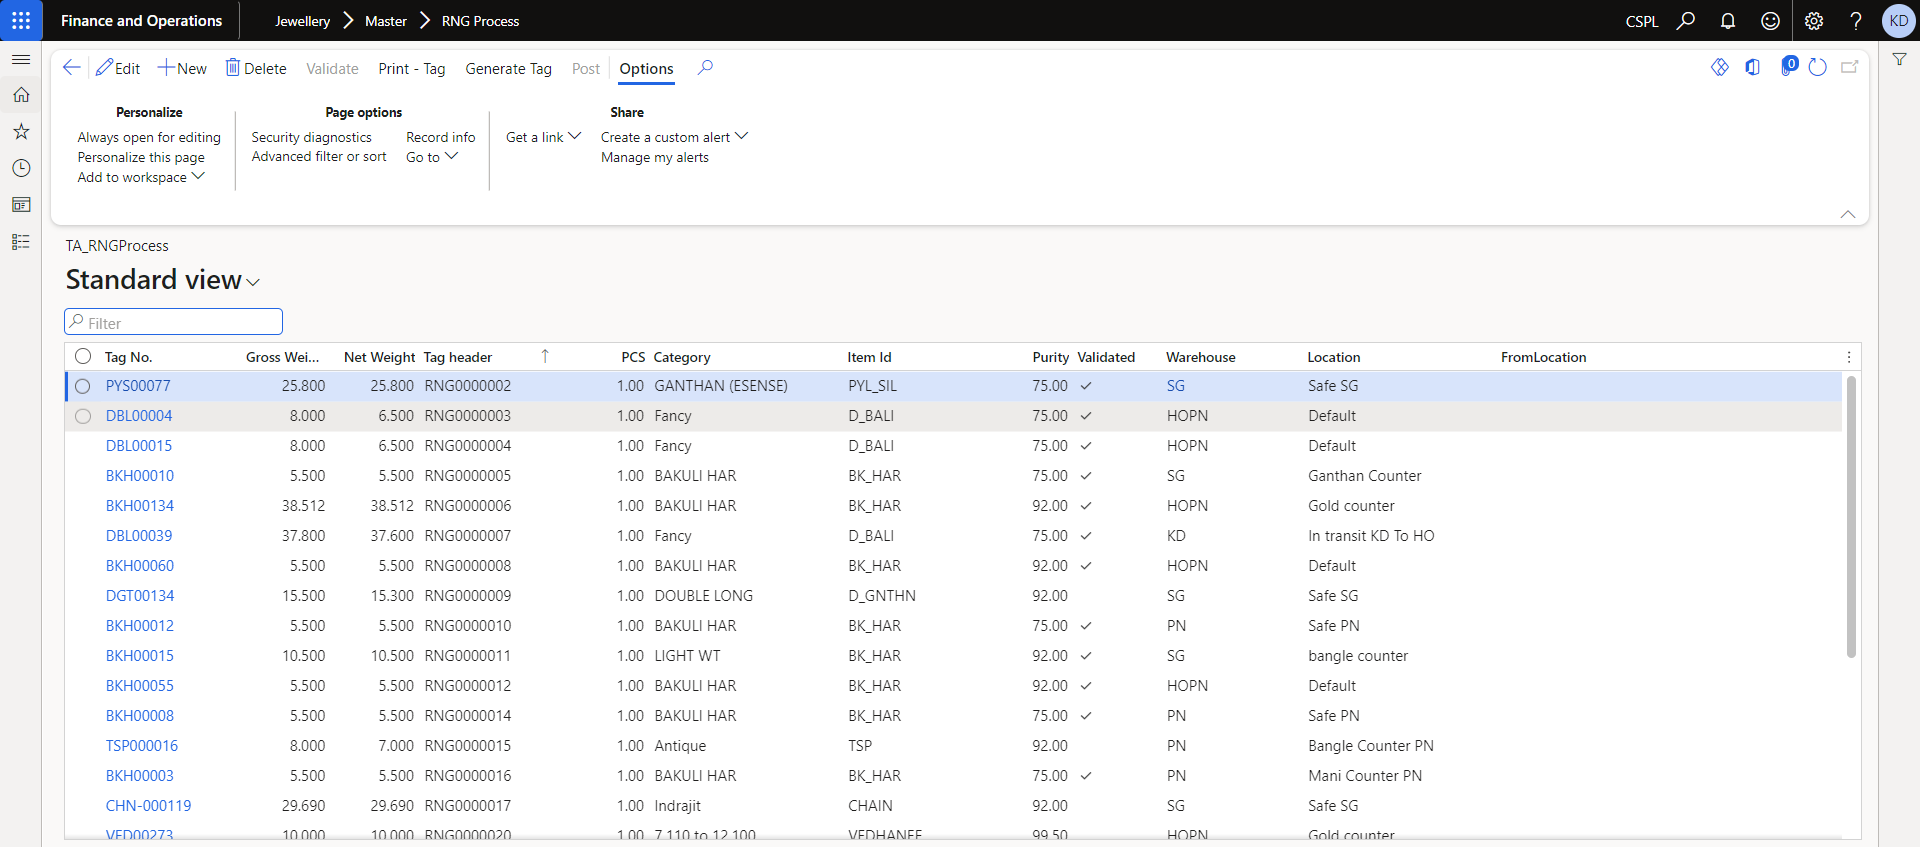 Finance and Operations Jewellery Master RNG Process CSPL KD
Edit New Delete Validate Print - Tag Generate Tag Post Options 0
Personalize Page options Share
Always open for editing Security diagnostics Record info Get a link Create a custom alert
Personalize this page Advanced filter or sort Go to Manage my alerts
Add to workspace
TA_RNGProcess
Standard view
Filter
Tag No. Gross Wei... Net Weight Tag header PCS Category Item Id Purity Validated Warehouse Location FromLocation
PYS00077 25.800 25.800 RNG0000002 1.00 GANTHAN (ESENSE) PYL_SIL 75.00 SG Safe SG
DBL00004 8.000 6.500 RNG0000003 1.00 Fancy D_BALI 75.00 HOPN Default
DBL00015 8.000 6.500 RNG0000004 1.00 Fancy D_BALI 75.00 HOPN Default
BKH00010 5.500 5.500 RNG0000005 1.00 BAKULI HAR BK_HAR 75.00 SG Ganthan Counter
BKH00134 38.512 38.512 RNG0000006 1.00 BAKULI HAR BK_HAR 92.00 HOPN Gold counter
DBL00039 37.800 37.600 RNG0000007 1.00 Fancy D_BALI 75.00 KD In transit KD To HO
BKH00060 5.500 5.500 RNG0000008 1.00 BAKULI HAR BK_HAR 92.00 HOPN Default
DGT00134 15.500 15.300 RNG0000009 1.00 DOUBLE LONG D_GNTHN 92.00 SG Safe SG
BKH00012 5.500 5.500 RNG0000010 1.00 BAKULI HAR BK_HAR 75.00 PN Safe PN
BKH00015 10.500 10.500 RNG0000011 1.00 LIGHT WT BK_HAR 92.00 SG bangle counter
BKH00055 5.500 5.500 RNG0000012 1.00 BAKULI HAR BK_HAR 92.00 HOPN Default
BKH00008 5.500 5.500 RNG0000014 1.00 BAKULI HAR BK_HAR 75.00 PN Safe PN
TSP000016 8.000 7.000 RNG0000015 1.00 Antique TSP 92.00 PN Bangle Counter PN
BKH00003 5.500 5.500 RNG0000016 1.00 BAKULI HAR BK_HAR 75.00 PN Mani Counter PN
CHN-000119 29.690 29.690 RNG0000017 1.00 Indrajit CHAIN 92.00 SG Safe SG
VED00273 10.000 10.000 RNG0000020 1.00 7.110 to 12.100 VEDHANEE 99.50 HOPN Gold counter